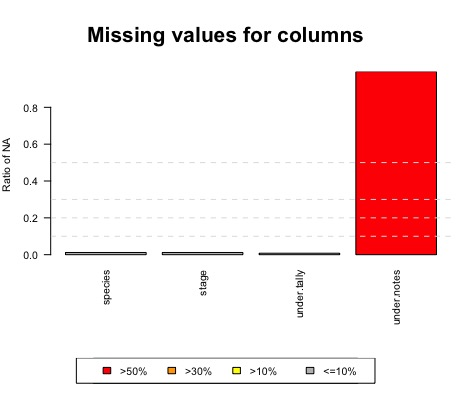 Missing values for columns
Ratio of NA
0.8
0.6
0.4
0.2
0.0
species
stage
under.tally
under.notes
>50% >30% >10% <=10%